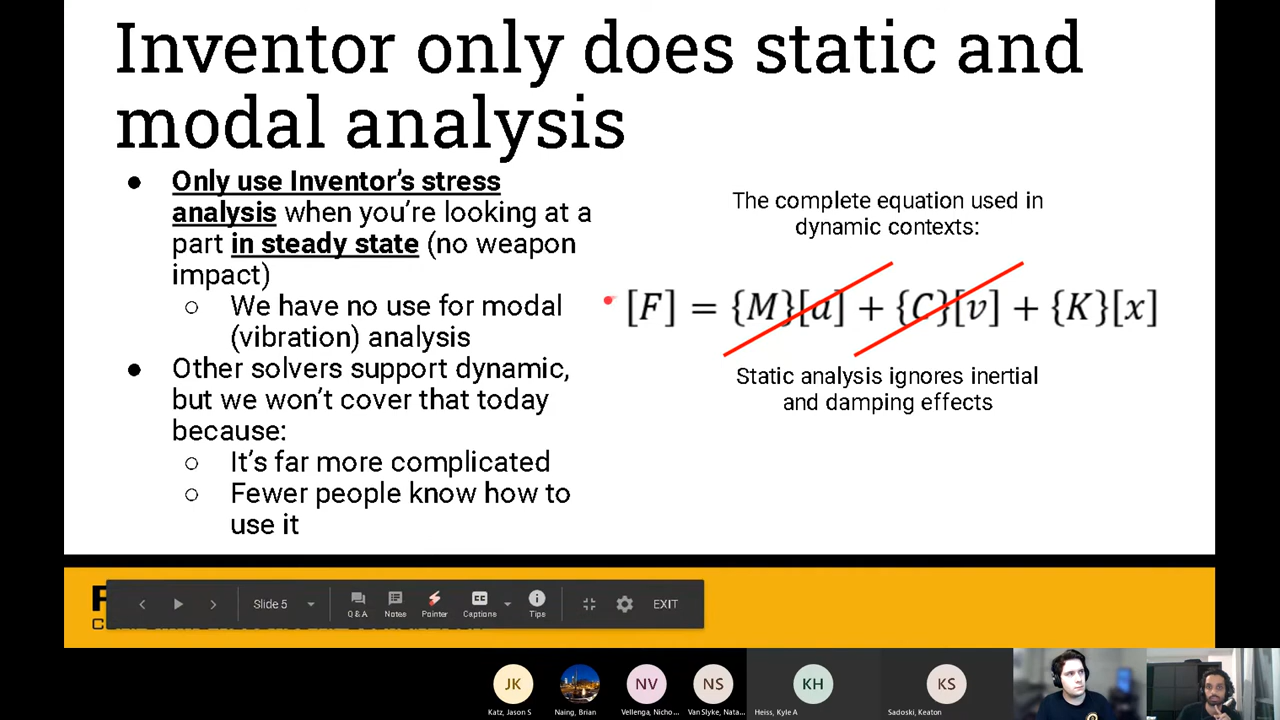 Inventor only does static and
modal analysis
● Only use Inventor’s stress
analysis when you’re looking at a
part in steady state (no weapon
impact)
○ We have no use for modal
(vibration) analysis
● Other solvers support dynamic,
but we won’t cover that today
because:
○ It’s far more complicated
○ Fewer people know how to
use it
The complete equation used in
dynamic contexts:
[F] = {M}[a] + {C}[v] + {K}[x]
Static analysis ignores inertial
and damping effects
Slide 5
Q & A
Notes
Pointer
Captions
Tips
EXIT
JK
NV
NS
KH
KS
Katz, Jason S
Naing, Brian
Vellenga, Nicho...
Van Slyke, Nata...
Heiss, Kyle A
Sadoski, Keaton